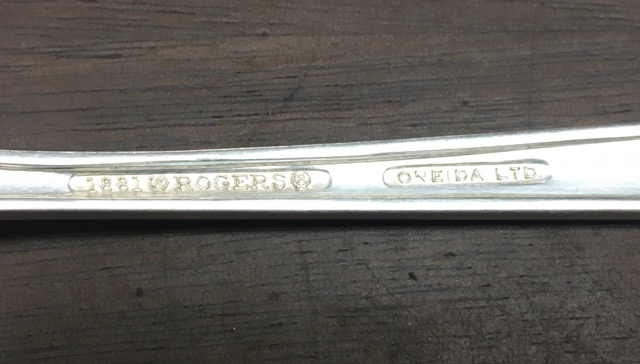 1881 ® ROGERS ®
ONEIDA LTD.